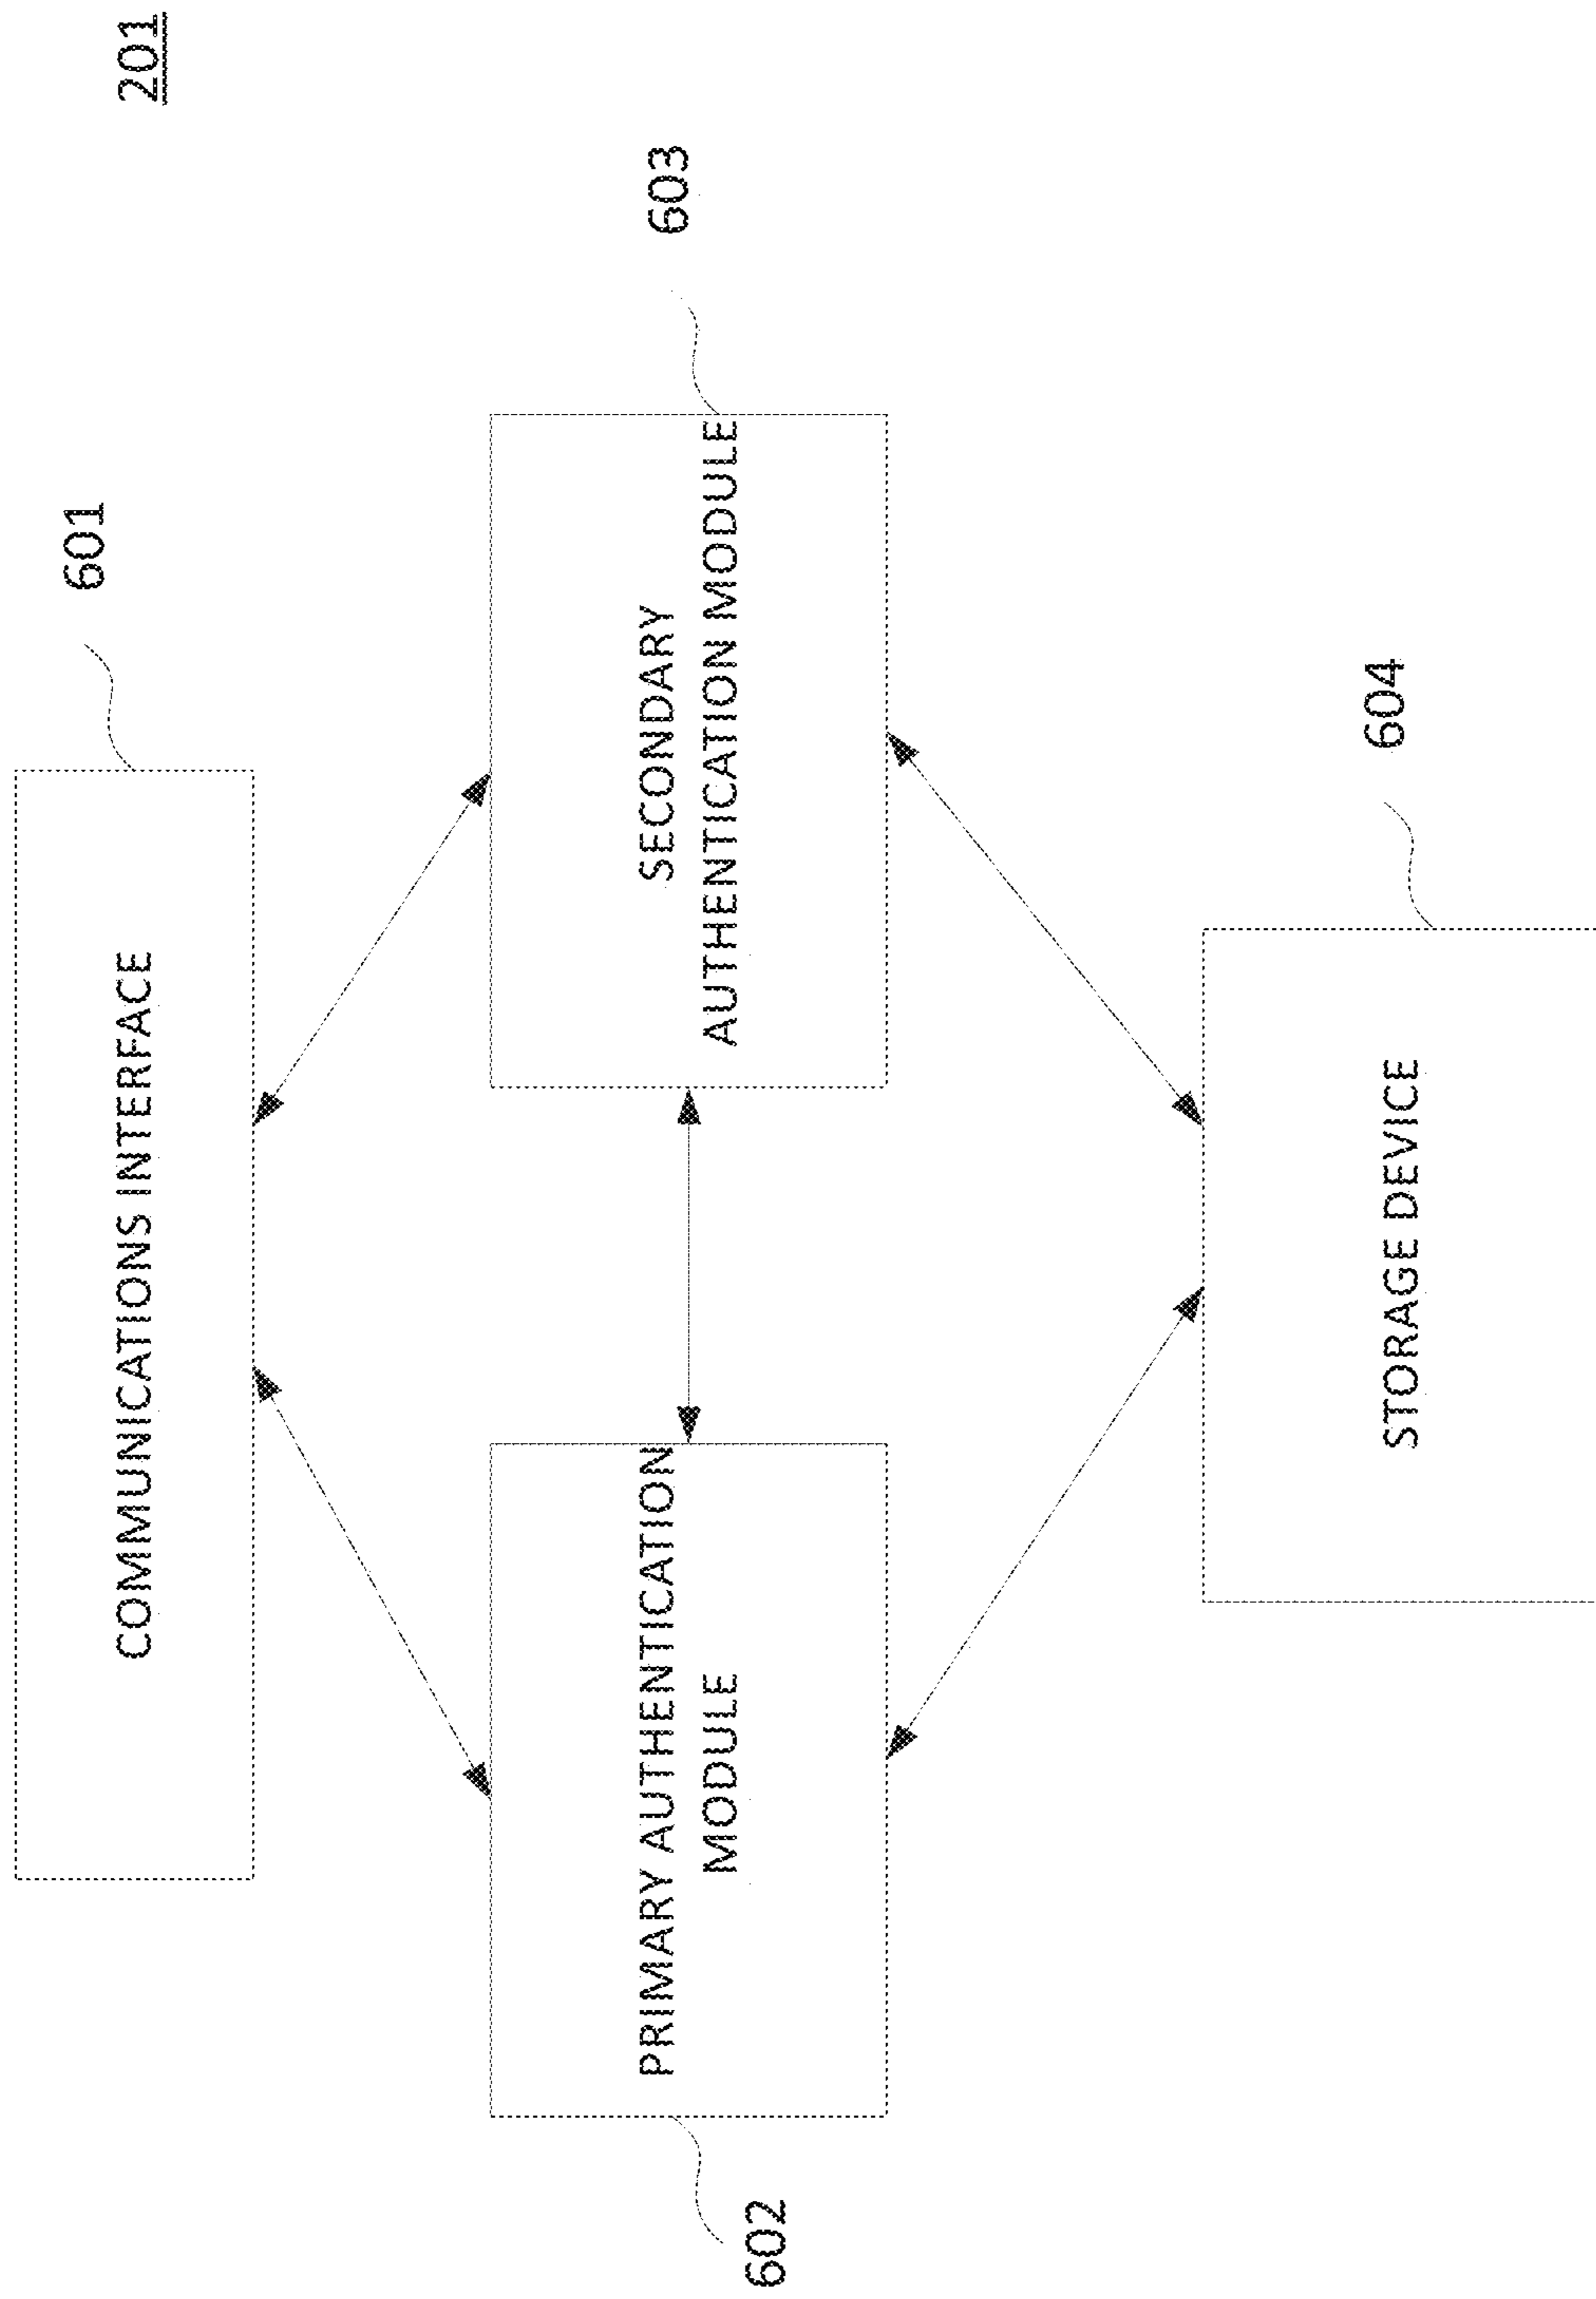 201
601
COMMUNICATIONS INTERFACE
603
PRIMARY AUTHENTICATION
MODULE
SECONDARY
AUTHENTICATION MODULE
602
604
STORAGE DEVICE